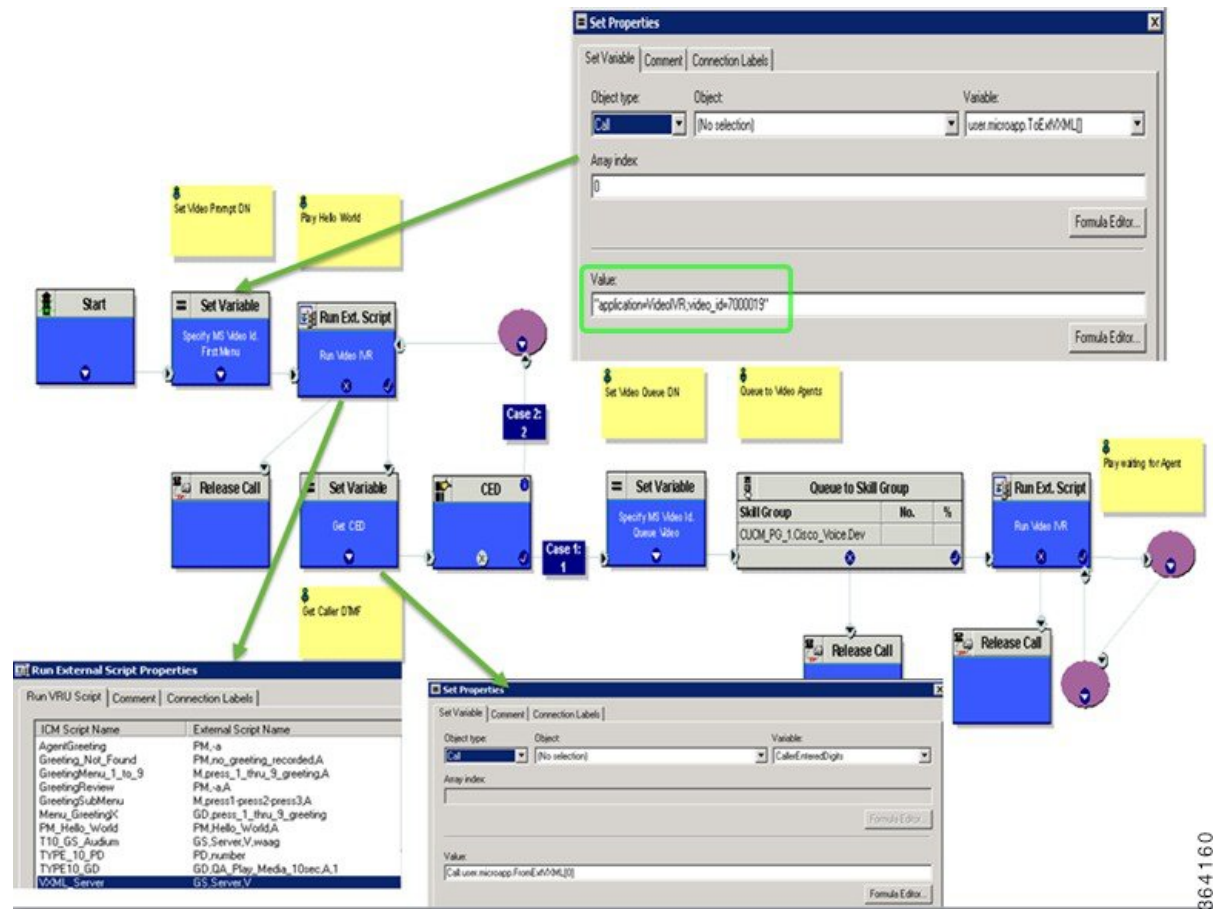 Set Properties
Set Variable Comment Connection Labels
Object type: Object: Variable:
Call (No selection) user.microapp.ToExtVXML[]
Array index:
0
Formula Editor...
Value:
"application=VideoIVR;video_id=7000019"
Formula Editor...
Set Video Prompt DN
Play Hello World
Start
Set Variable
Specify MS Video Id.
First Menu
Run Ext. Script
Run Video IVR
Set Video Queue DN
Queue to Video Agents
Case 2:
2
Play waiting for Agent
Release Call
Set Variable
Get CED
CED
Case 1:
1
Set Variable
Specify MS Video Id.
Queue Video
Queue to Skill Group
Skill Group No. %
CUCM_PG_1.Cisco_Voice.Dev
Run Ext. Script
Run Video IVR
Get Caller DTMF
Release Call
Release Call
Run External Script Properties
Run VRU Script Comment Connection Labels
ICM Script Name External Script Name
AgentGreeting PM,-a
Greeting_Not_Found PM,no_greeting_recorded,A
GreetingMenu_1_to_9 M,press_1_thru_9_greeting,A
GreetingReview PM,-a,A
GreetingSubMenu M,press1-press2-press3,A
Menu_GreetingX GD,press_1_thru_9_greeting
PM_Hello_World PM,Hello_World,A
T10_GS_Audium GS,Server,V,waag
TYPE_10_PD PD,number
TYPE10_GD GD,QA_Play_Media_10sec,A,1
VXML_Server GS,Server,V
Set Properties
Set Variable Comment Connection Labels
Object type: Object: Variable:
Call (No selection) CallerEnteredDigits
Array index:
Formula Editor...
Value:
Call.user.microapp.FromExtVXML[0]
Formula Editor...
364160